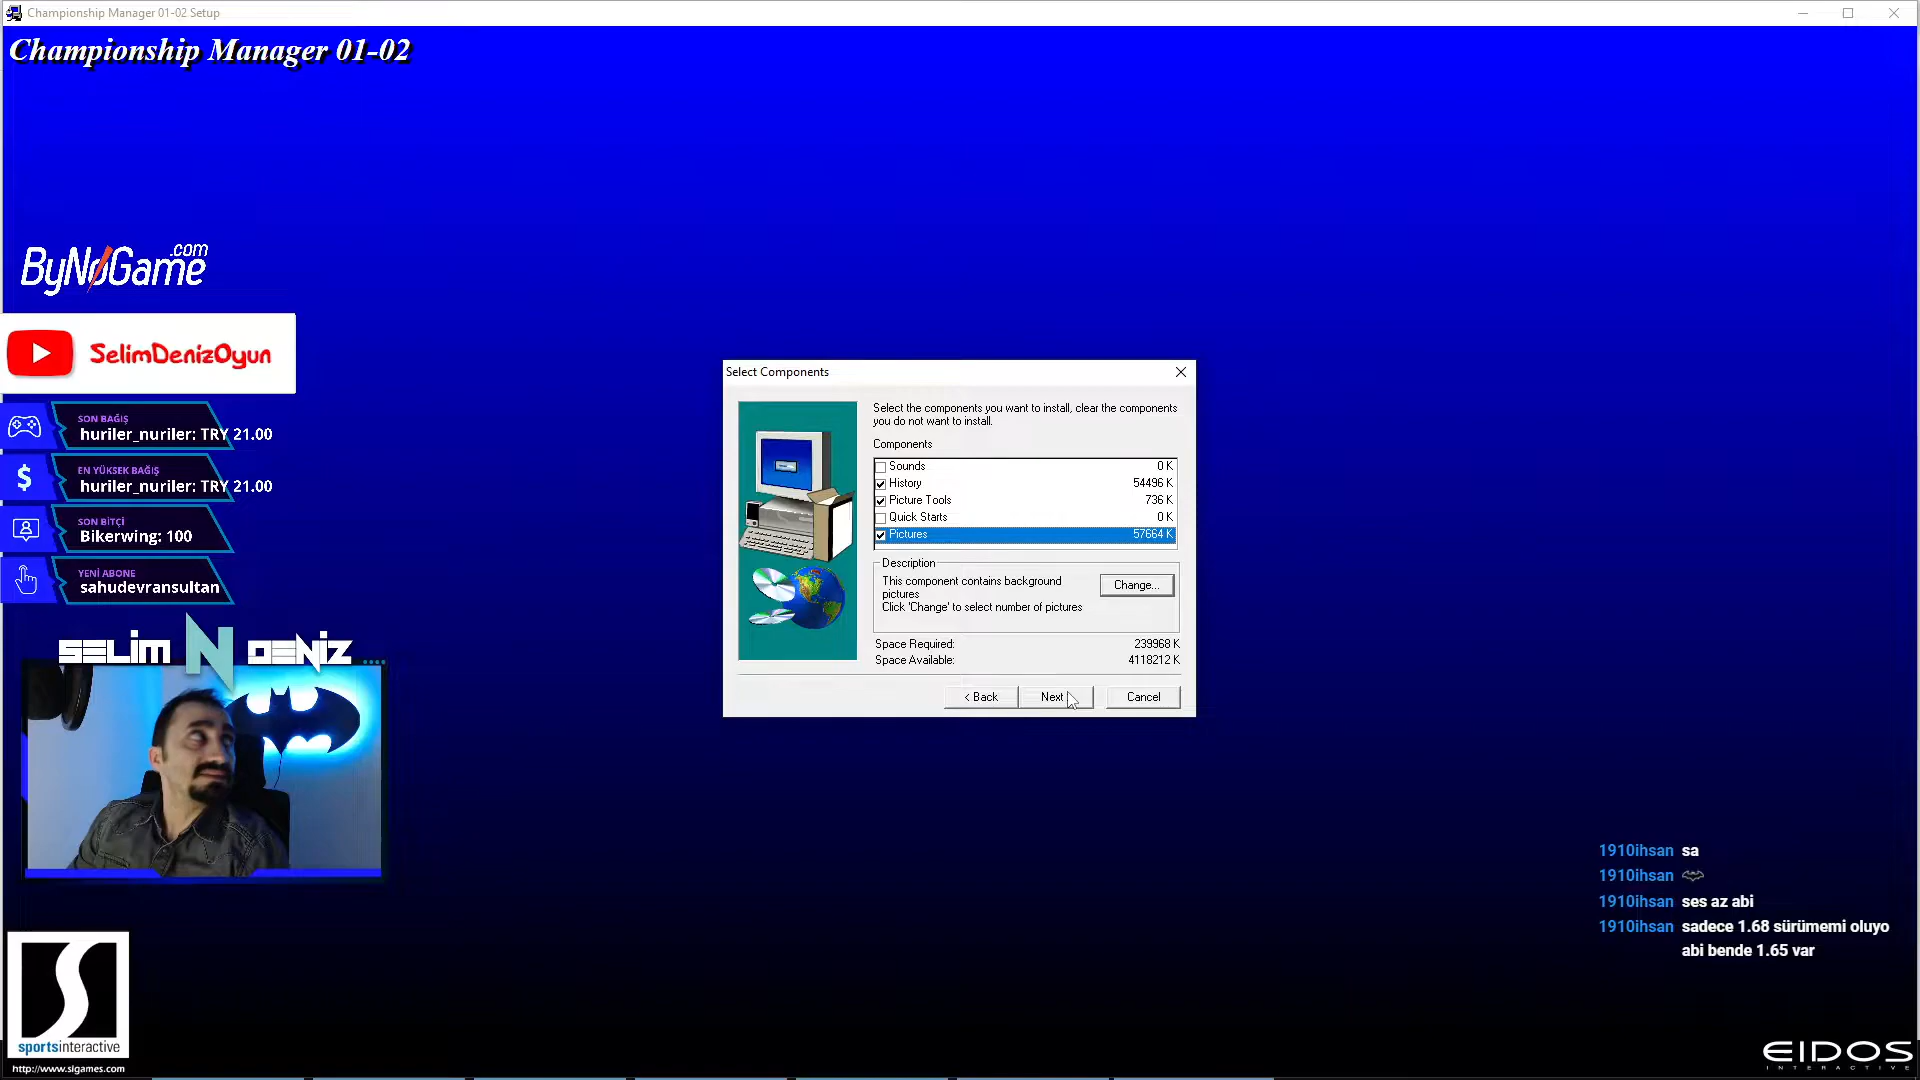 Championship Manager 01-02 Setup
Championship Manager 01-02
ByNoGame.com
SelimDenizOyun
SON BAĞIŞ
huriler_nuriler: TRY 21.00
EN YÜKSEK BAĞIŞ
huriler_nuriler: TRY 21.00
SON BİTÇİ
Bikerwing: 100
YENİ ABONE
sahudevransultan
SELİM N DENİZ
sportsinteractive
http://www.sigames.com
Select Components
Select the components you want to install, clear the components
you do not want to install.
Components
Sounds 0 K
History 54496 K
Picture Tools 736 K
Quick Starts 0 K
Pictures 57664 K
Description
This component contains background
pictures
Click 'Change' to select number of pictures
Change...
Space Required: 239968 K
Space Available: 4118212 K
< Back
Next
Cancel
1910ihsan sa
1910ihsan
1910ihsan ses az abi
1910ihsan sadece 1.68 sürümemi oluyo
abi bende 1.65 var
EIDOS
INTERACTIVE